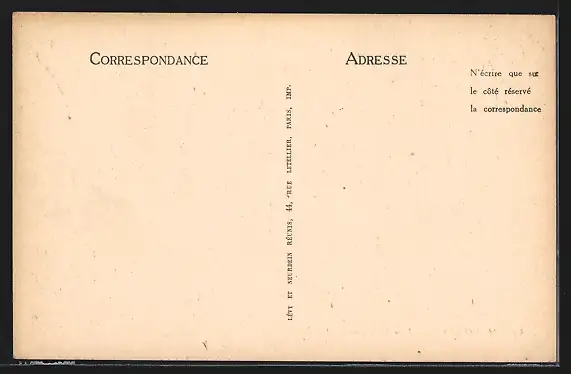 CORRESPONDANCE
ADRESSE
N'écrire que sur
le côté réservé
la correspondance
LÉVY ET NEURDEIN RÉUNIS, 44, RUE LETELLIER, PARIS, IMP.